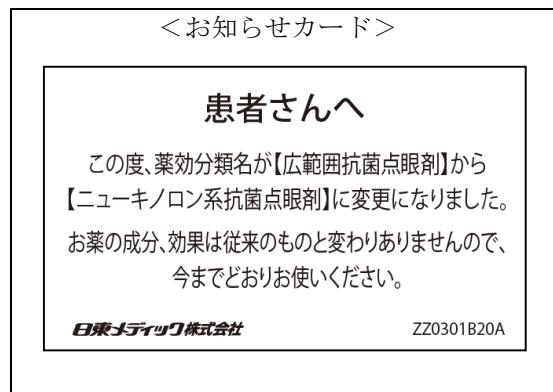 ＜お知らせカード＞
患者さんへ
この度、薬効分類名が【広範囲抗菌点眼剤】から
【ニューキノロン系抗菌点眼剤】に変更になりました。
お薬の成分、効果は従来のものと変わりありませんので、
今までどおりお使いください。
日東メディック株式会社 ZZ0301B20A